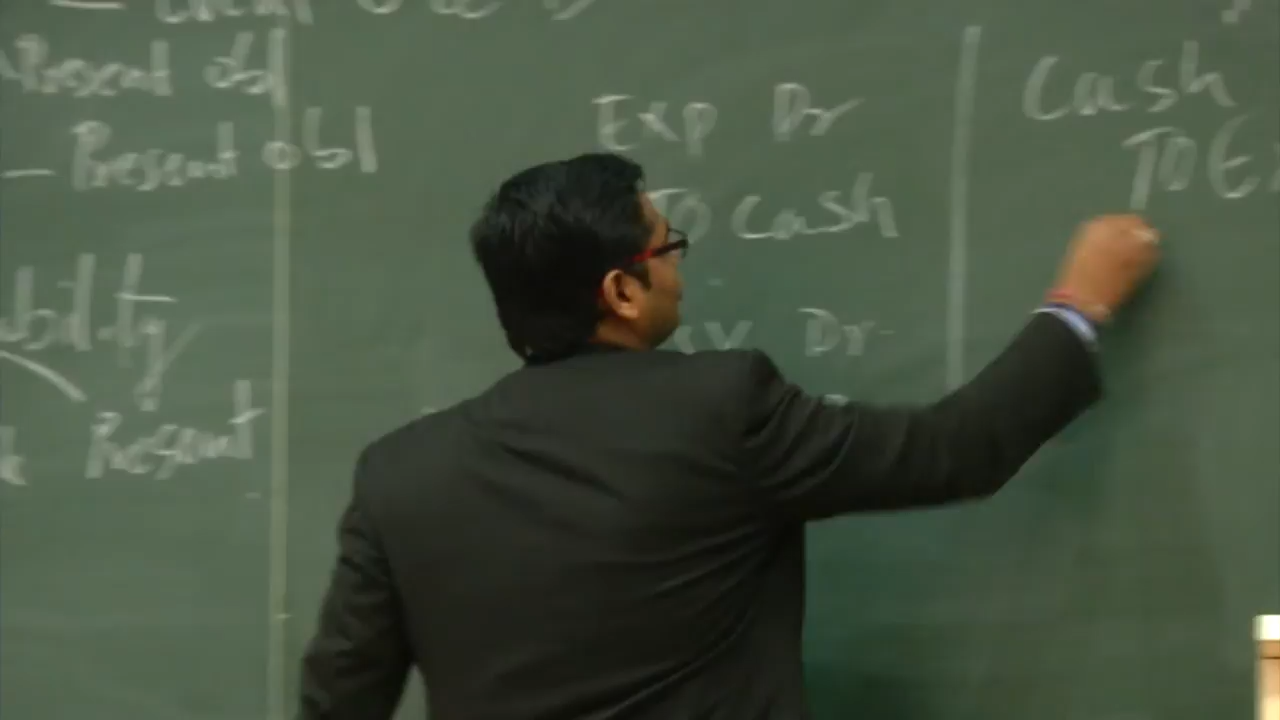 Present obl
- Present obl
bility
Present
Exp Dr
To cash
Dr
Cash
To E